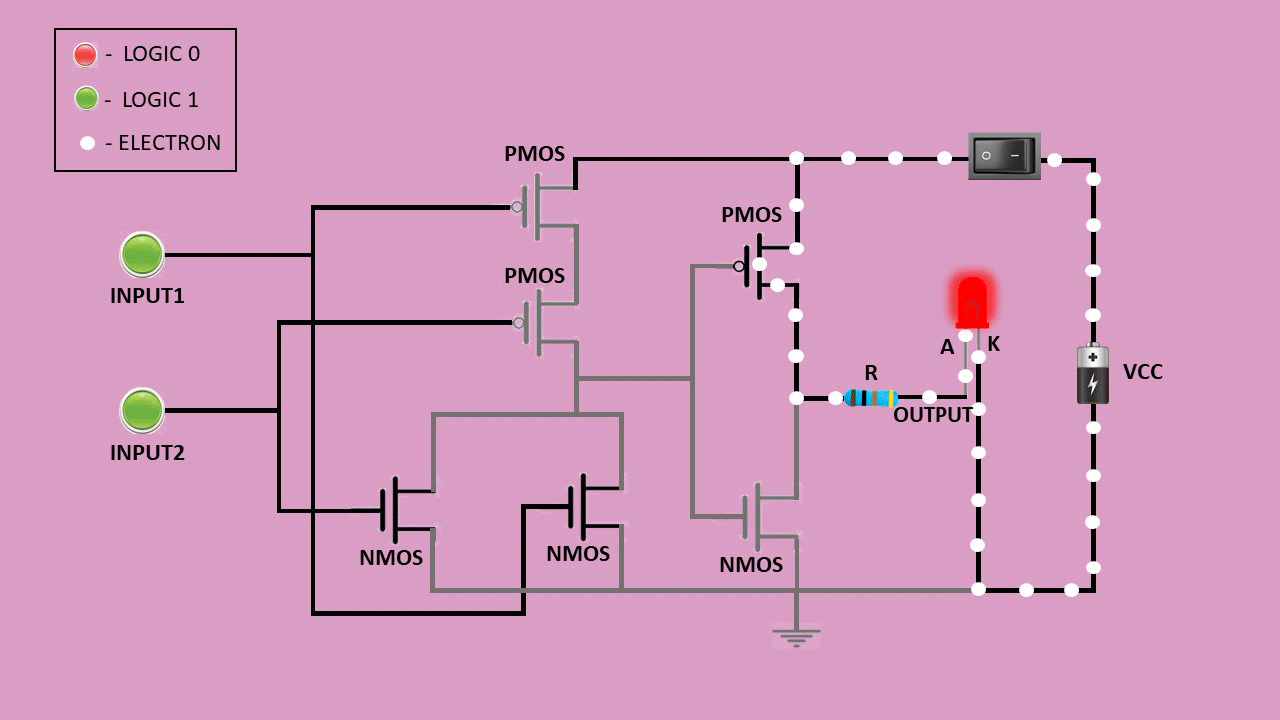 - LOGIC 0
- LOGIC 1
- ELECTRON
PMOS
PMOS
INPUT1
PMOS
A
K
VCC
R
OUTPUT
INPUT2
NMOS
NMOS
NMOS